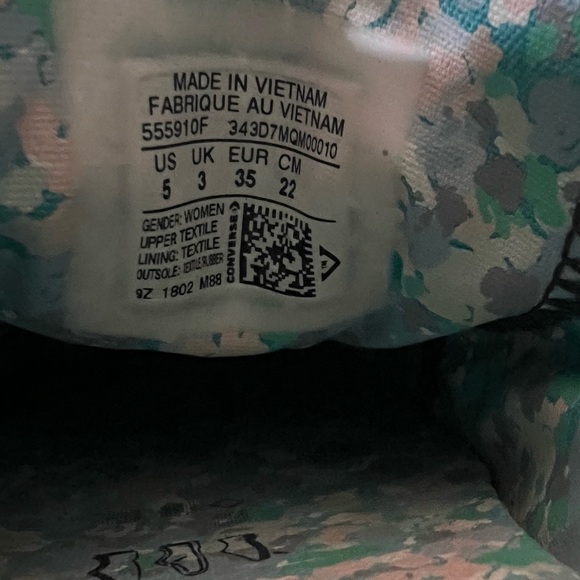 MADE IN VIETNAM
FABRIQUE AU VIETNAM
555910F 343D7MQM00010
US UK EUR CM
5 3 35 22
GENDER: WOMEN
UPPER TEXTILE
LINING: TEXTILE
OUTSOLE: TEXTILE/RUBBER
9Z 1802 M88
CONVERSE